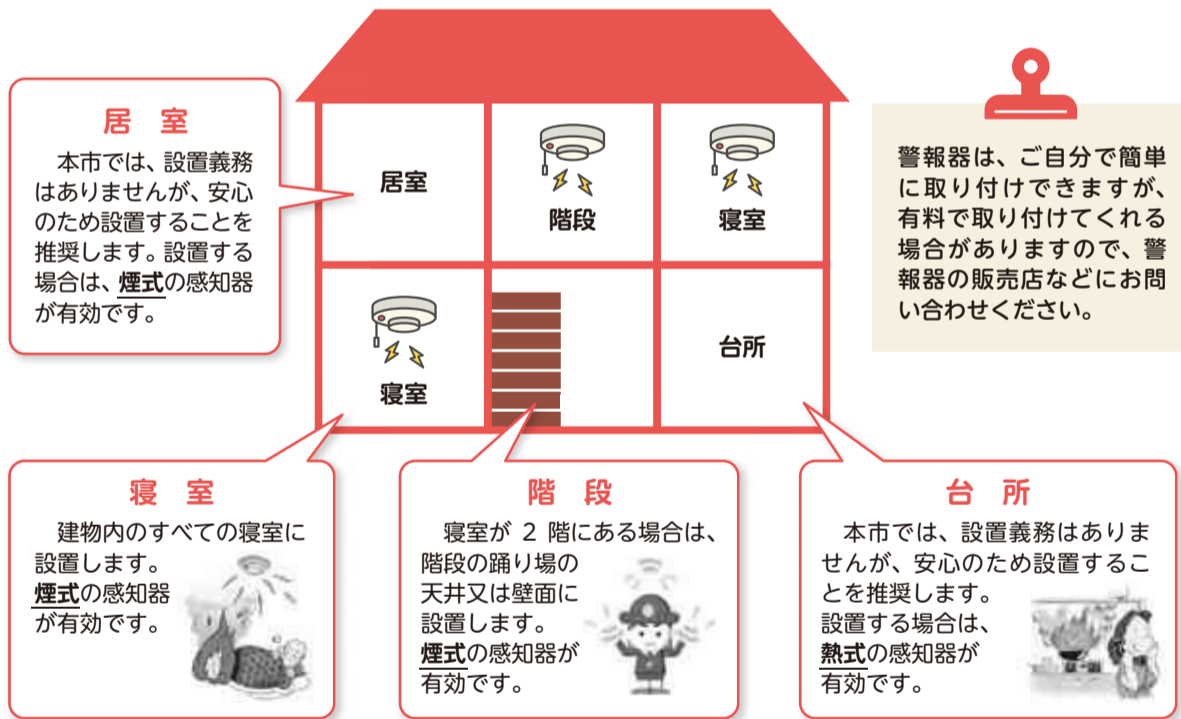 居 室
本市では、設置義務
はありませんが、安心
のため設置することを
推奨します。設置する
場合は、煙式の感知器
が有効です。
居室
階段
寝室
寝室
台所
警報器は、ご自分で簡単
に取り付けできますが、
有料で取り付けてくれる
場合がありますので、警
報器の販売店などにお問
い合わせください。
寝 室
建物内のすべての寝室に
設置します。
煙式の感知器
が有効です。
階 段
寝室が 2 階にある場合は、
階段の踊り場の
天井又は壁面に
設置します。
煙式の感知器が
有効です。
台 所
本市では、設置義務はありま
せんが、安心のため設置するこ
とを推奨します。
設置する場合は、
熱式の感知器が
有効です。